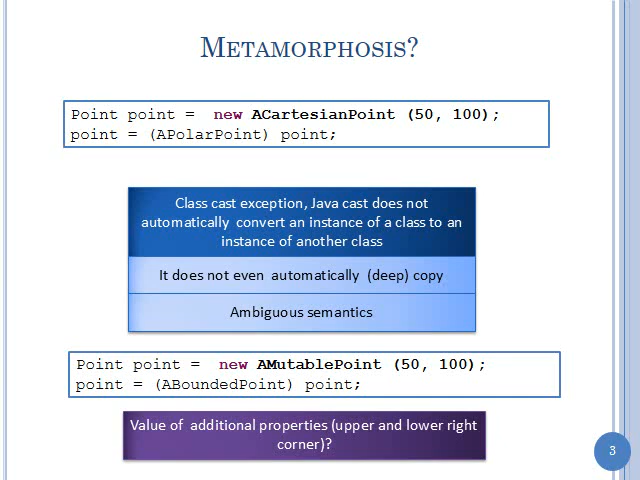 METAMORPHOSIS?
Point point = new ACartesianPoint (50, 100);
point = (APolarPoint) point;
Class cast exception, Java cast does not
automatically convert an instance of a class to an
instance of another class
It does not even automatically (deep) copy
Ambiguous semantics
Point point = new AMutablePoint (50, 100);
point = (ABoundedPoint) point;
Value of additional properties (upper and lower right
corner)?
3